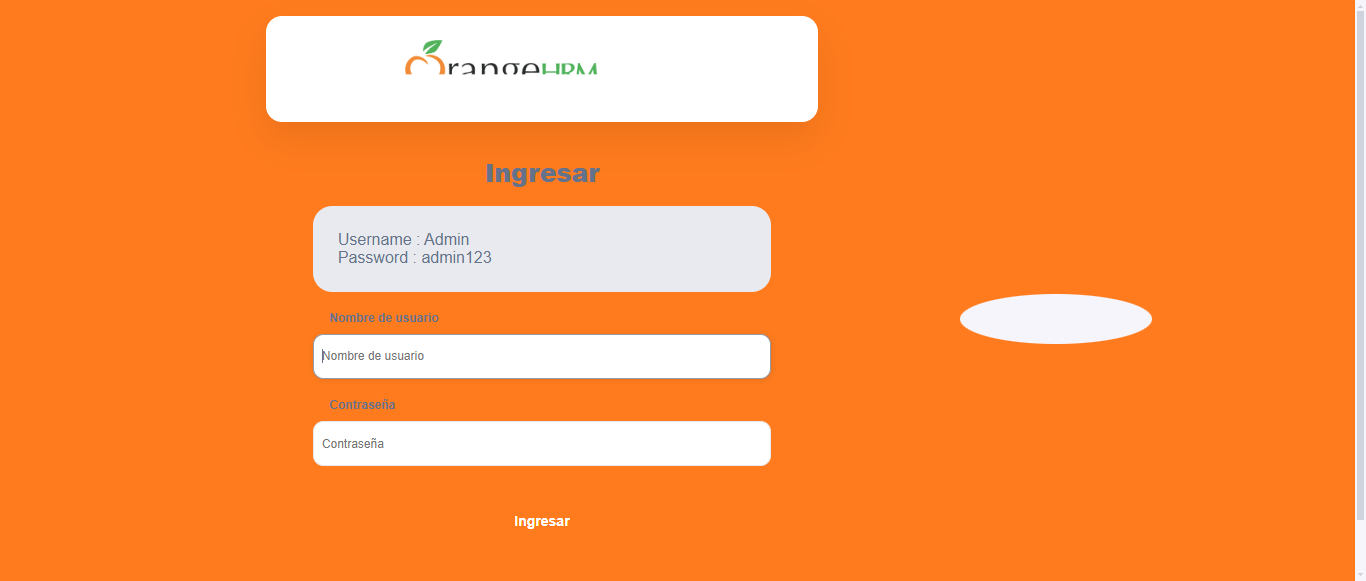 OrangeHRM
Ingresar
Username : Admin
Password : admin123
Nombre de usuario
Nombre de usuario
Contraseña
Contraseña
Ingresar